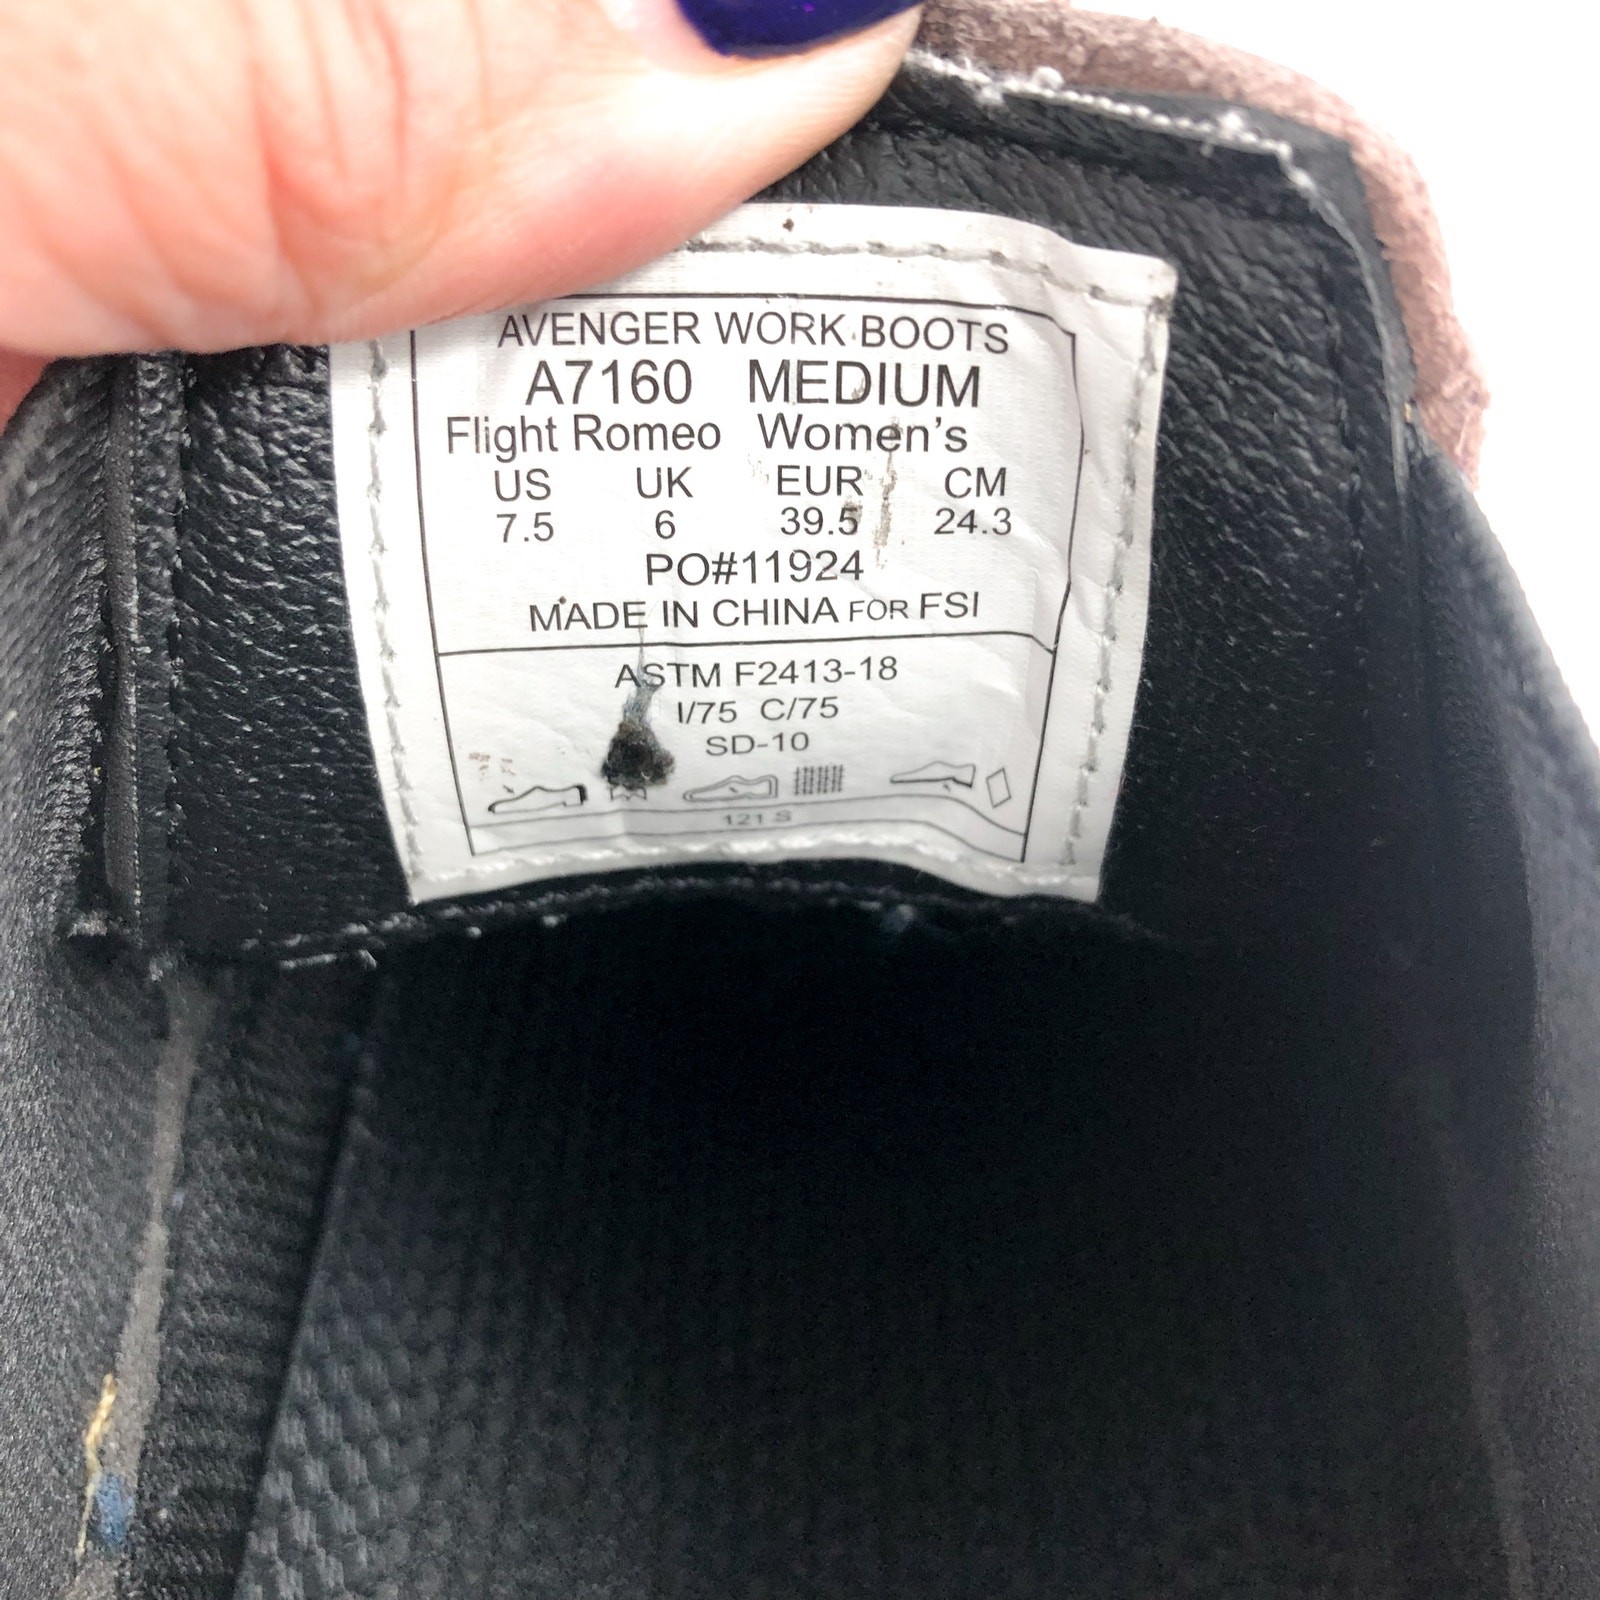 AVENGER WORK BOOTS
A7160 MEDIUM
Flight Romeo Women's
US UK EUR CM
7.5 6 39.5 24.3
PO#11924
MADE IN CHINA FOR FSI
ASTM F2413-18
I/75 C/75
SD-10
121 S